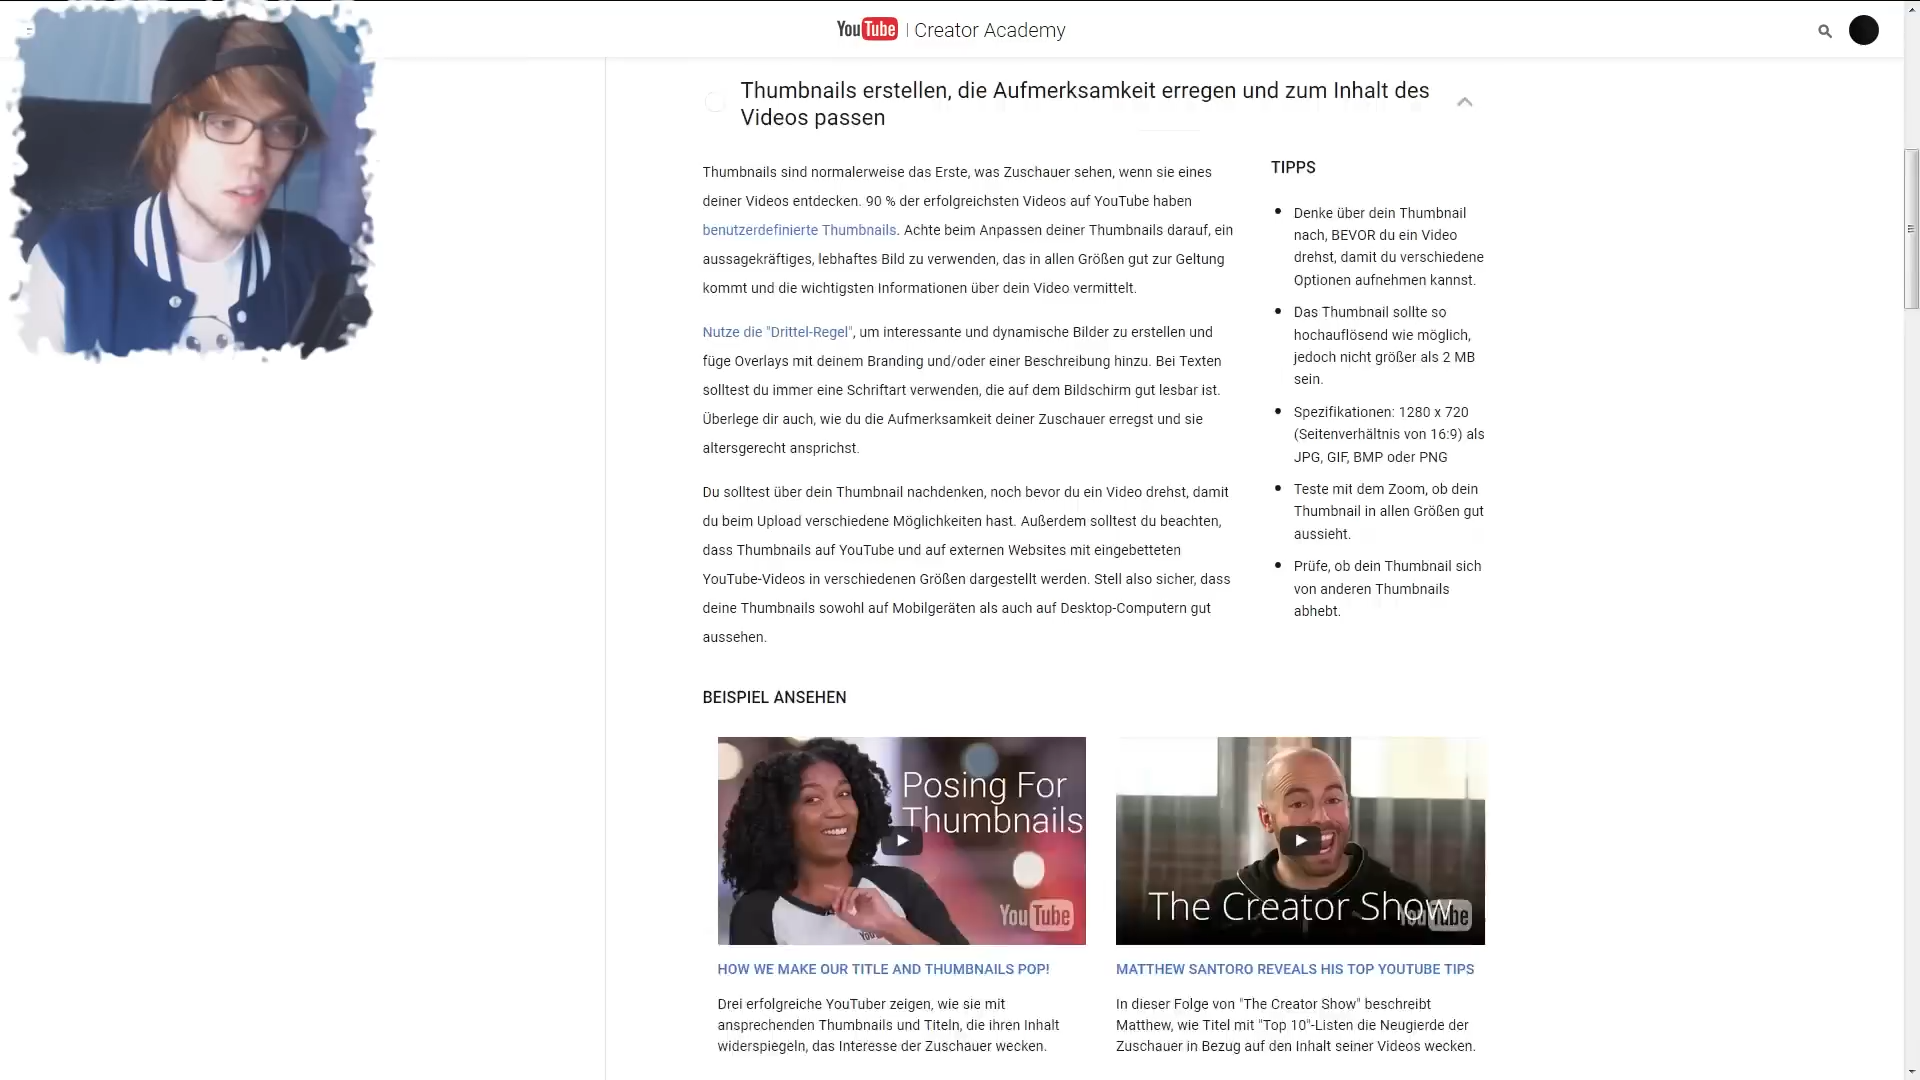 YouTube | Creator Academy
Thumbnails erstellen, die Aufmerksamkeit erregen und zum Inhalt des
Videos passen
Thumbnails sind normalerweise das Erste, was Zuschauer sehen, wenn sie eines
deiner Videos entdecken. 90 % der erfolgreichsten Videos auf YouTube haben
benutzerdefinierte Thumbnails. Achte beim Anpassen deiner Thumbnails darauf, ein
aussagekräftiges, lebhaftes Bild zu verwenden, das in allen Größen gut zur Geltung
kommt und die wichtigsten Informationen über dein Video vermittelt.
Nutze die "Drittel-Regel", um interessante und dynamische Bilder zu erstellen und
füge Overlays mit deinem Branding und/oder einer Beschreibung hinzu. Bei Texten
solltest du immer eine Schriftart verwenden, die auf dem Bildschirm gut lesbar ist.
Überlege dir auch, wie du die Aufmerksamkeit deiner Zuschauer erregst und sie
altersgerecht ansprichst.
Du solltest über dein Thumbnail nachdenken, noch bevor du ein Video drehst, damit
du beim Upload verschiedene Möglichkeiten hast. Außerdem solltest du beachten,
dass Thumbnails auf YouTube und auf externen Websites mit eingebetteten
YouTube-Videos in verschiedenen Größen dargestellt werden. Stell also sicher, dass
deine Thumbnails sowohl auf Mobilgeräten als auch auf Desktop-Computern gut
aussehen.
TIPPS
Denke über dein Thumbnail
nach, BEVOR du ein Video
drehst, damit du verschiedene
Optionen aufnehmen kannst.
Das Thumbnail sollte so
hochauflösend wie möglich,
jedoch nicht größer als 2 MB
sein.
Spezifikationen: 1280 x 720
(Seitenverhältnis von 16:9) als
JPG, GIF, BMP oder PNG
Teste mit dem Zoom, ob dein
Thumbnail in allen Größen gut
aussieht.
Prüfe, ob dein Thumbnail sich
von anderen Thumbnails
abhebt.
BEISPIEL ANSEHEN
Posing For
Thumbnails
YouTube
HOW WE MAKE OUR TITLE AND THUMBNAILS POP!
Drei erfolgreiche YouTuber zeigen, wie sie mit
ansprechenden Thumbnails und Titeln, die ihren Inhalt
widerspiegeln, das Interesse der Zuschauer wecken.
The Creator Show
YouTube
MATTHEW SANTORO REVEALS HIS TOP YOUTUBE TIPS
In dieser Folge von "The Creator Show" beschreibt
Matthew, wie Titel mit "Top 10"-Listen die Neugierde der
Zuschauer in Bezug auf den Inhalt seiner Videos wecken.